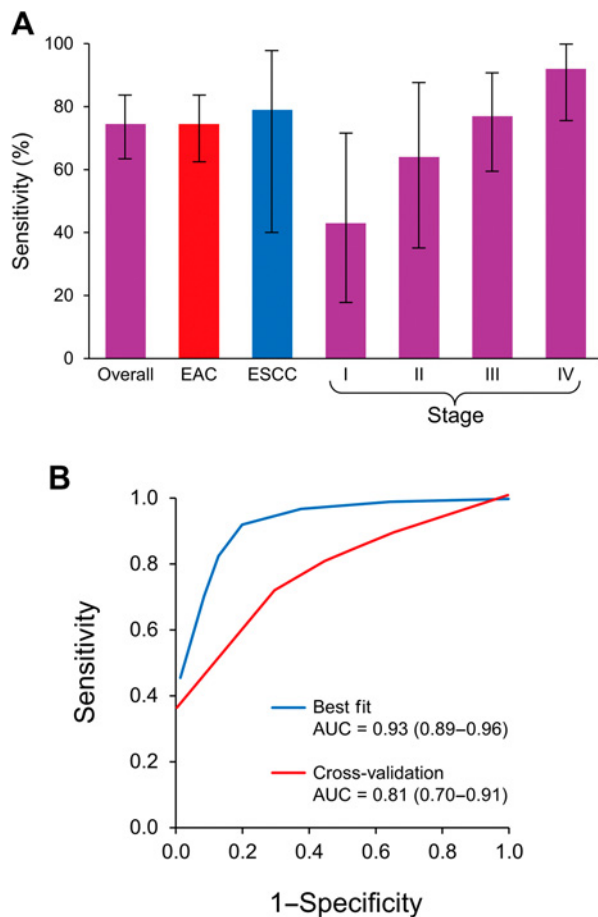 A
Sensitivity (%)
100
80
60
40
20
0
Overall EAC ESCC I II III IV
Stage
B
Sensitivity
1.0
0.8
0.6
0.4
0.2
0.0
Best fit
AUC = 0.93 (0.89–0.96)
Cross-validation
AUC = 0.81 (0.70–0.91)
0.0 0.2 0.4 0.6 0.8 1.0
1–Specificity